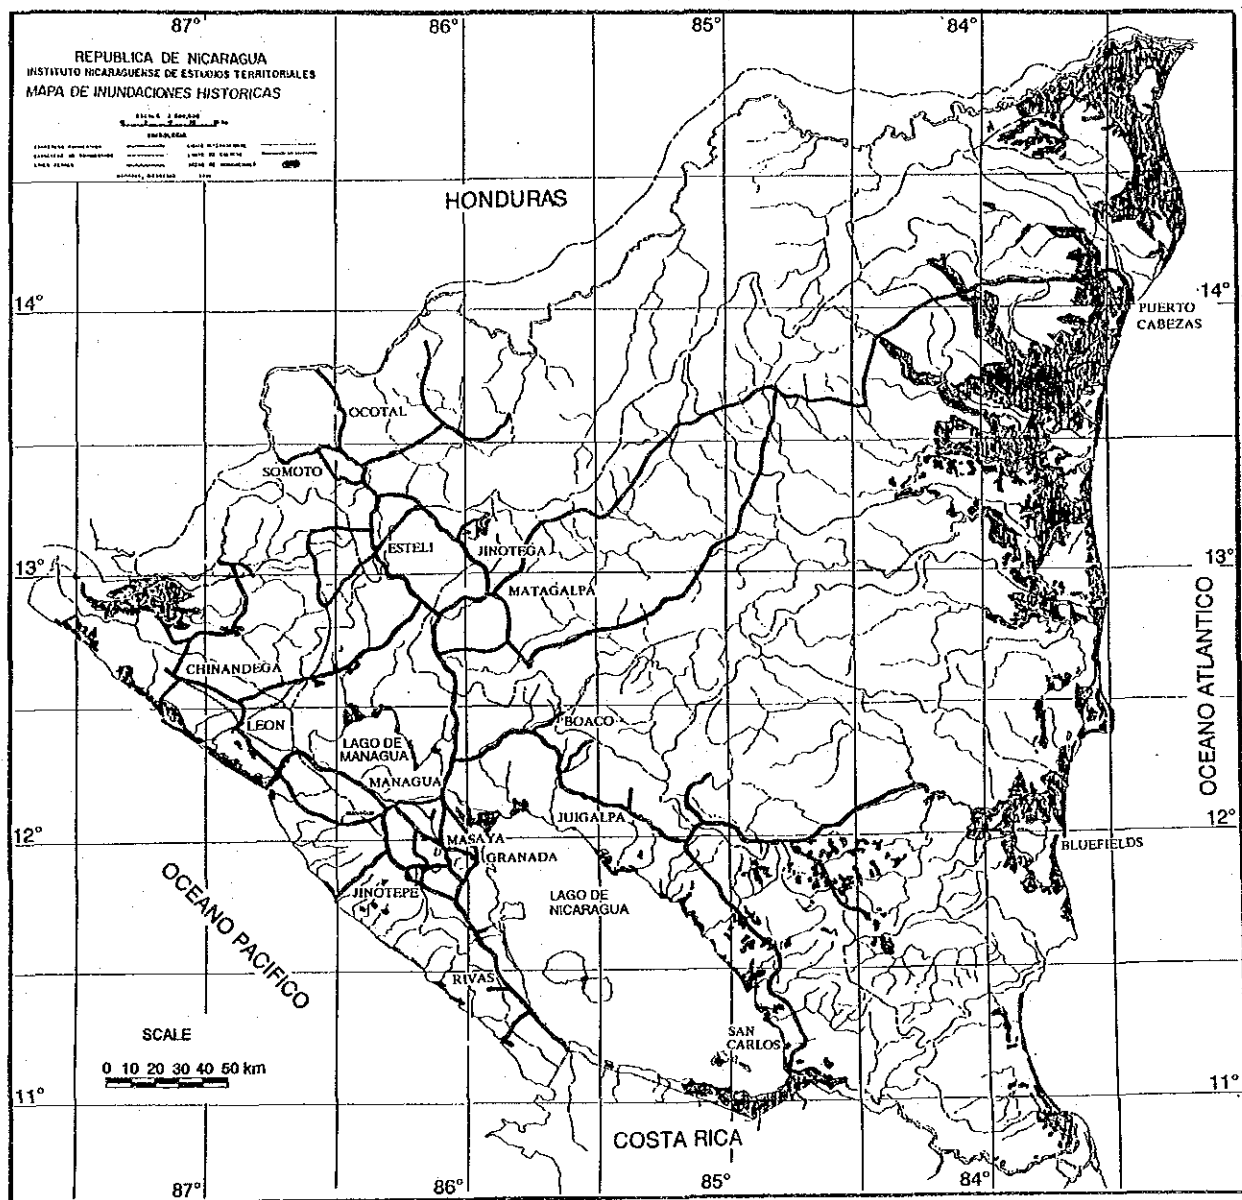 87°
86°
85°
84°
REPUBLICA DE NICARAGUA
INSTITUTO NICARAGUENSE DE ESTUDIOS TERRITORIALES
MAPA DE INUNDACIONES HISTORICAS
HONDURAS
14°
14°
PUERTO
CABEZAS
OCOTAL
SOMOTO
ESTELI
JINOTEGA
MATAGALPA
13°
13°
OCEANO ATLANTICO
CHINANDEGA
LEON
BOACO
LAGO DE
MANAGUA
MANAGUA
JUIGALPA
12°
12°
MASAYA
GRANADA
BLUEFIELDS
JINOTEPE
LAGO DE
NICARAGUA
OCEANO PACIFICO
RIVAS
SAN
CARLOS
SCALE
0 10 20 30 40 50 km
11°
11°
COSTA RICA
87°
86°
85°
84°